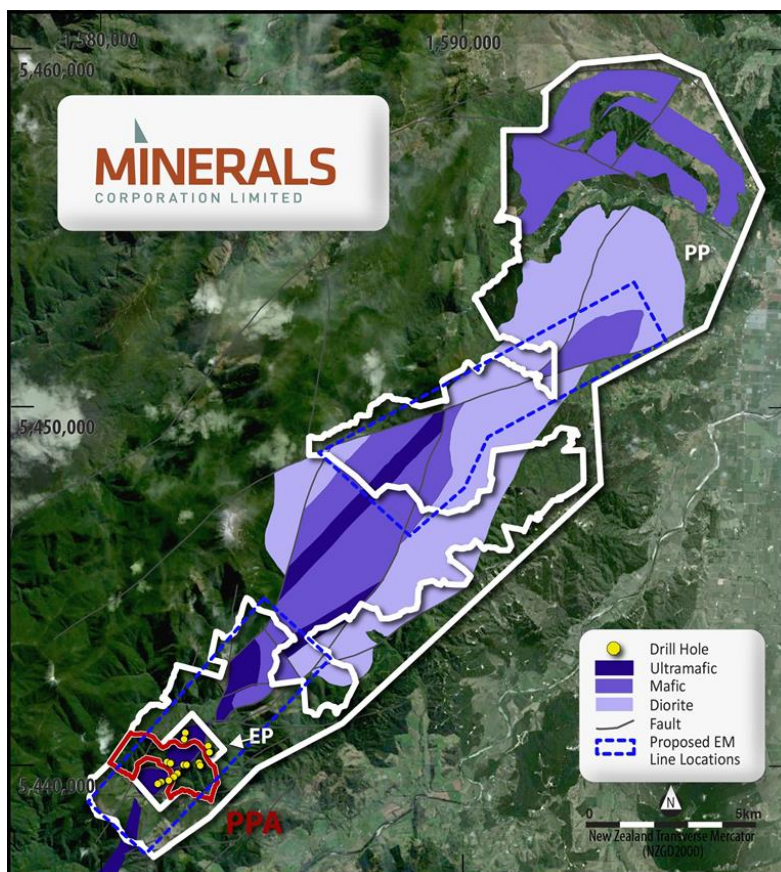 1,580,000
1,590,000
5,460,000
MINERALS
CORPORATION LIMITED
PP
5,450,000
Drill Hole
Ultramafic
Mafic
Diorite
Fault
Proposed EM
Line Locations
EP
5,440,000
PPA
N
0 5km
New Zealand Transverse Mercator
(NZGD2000)